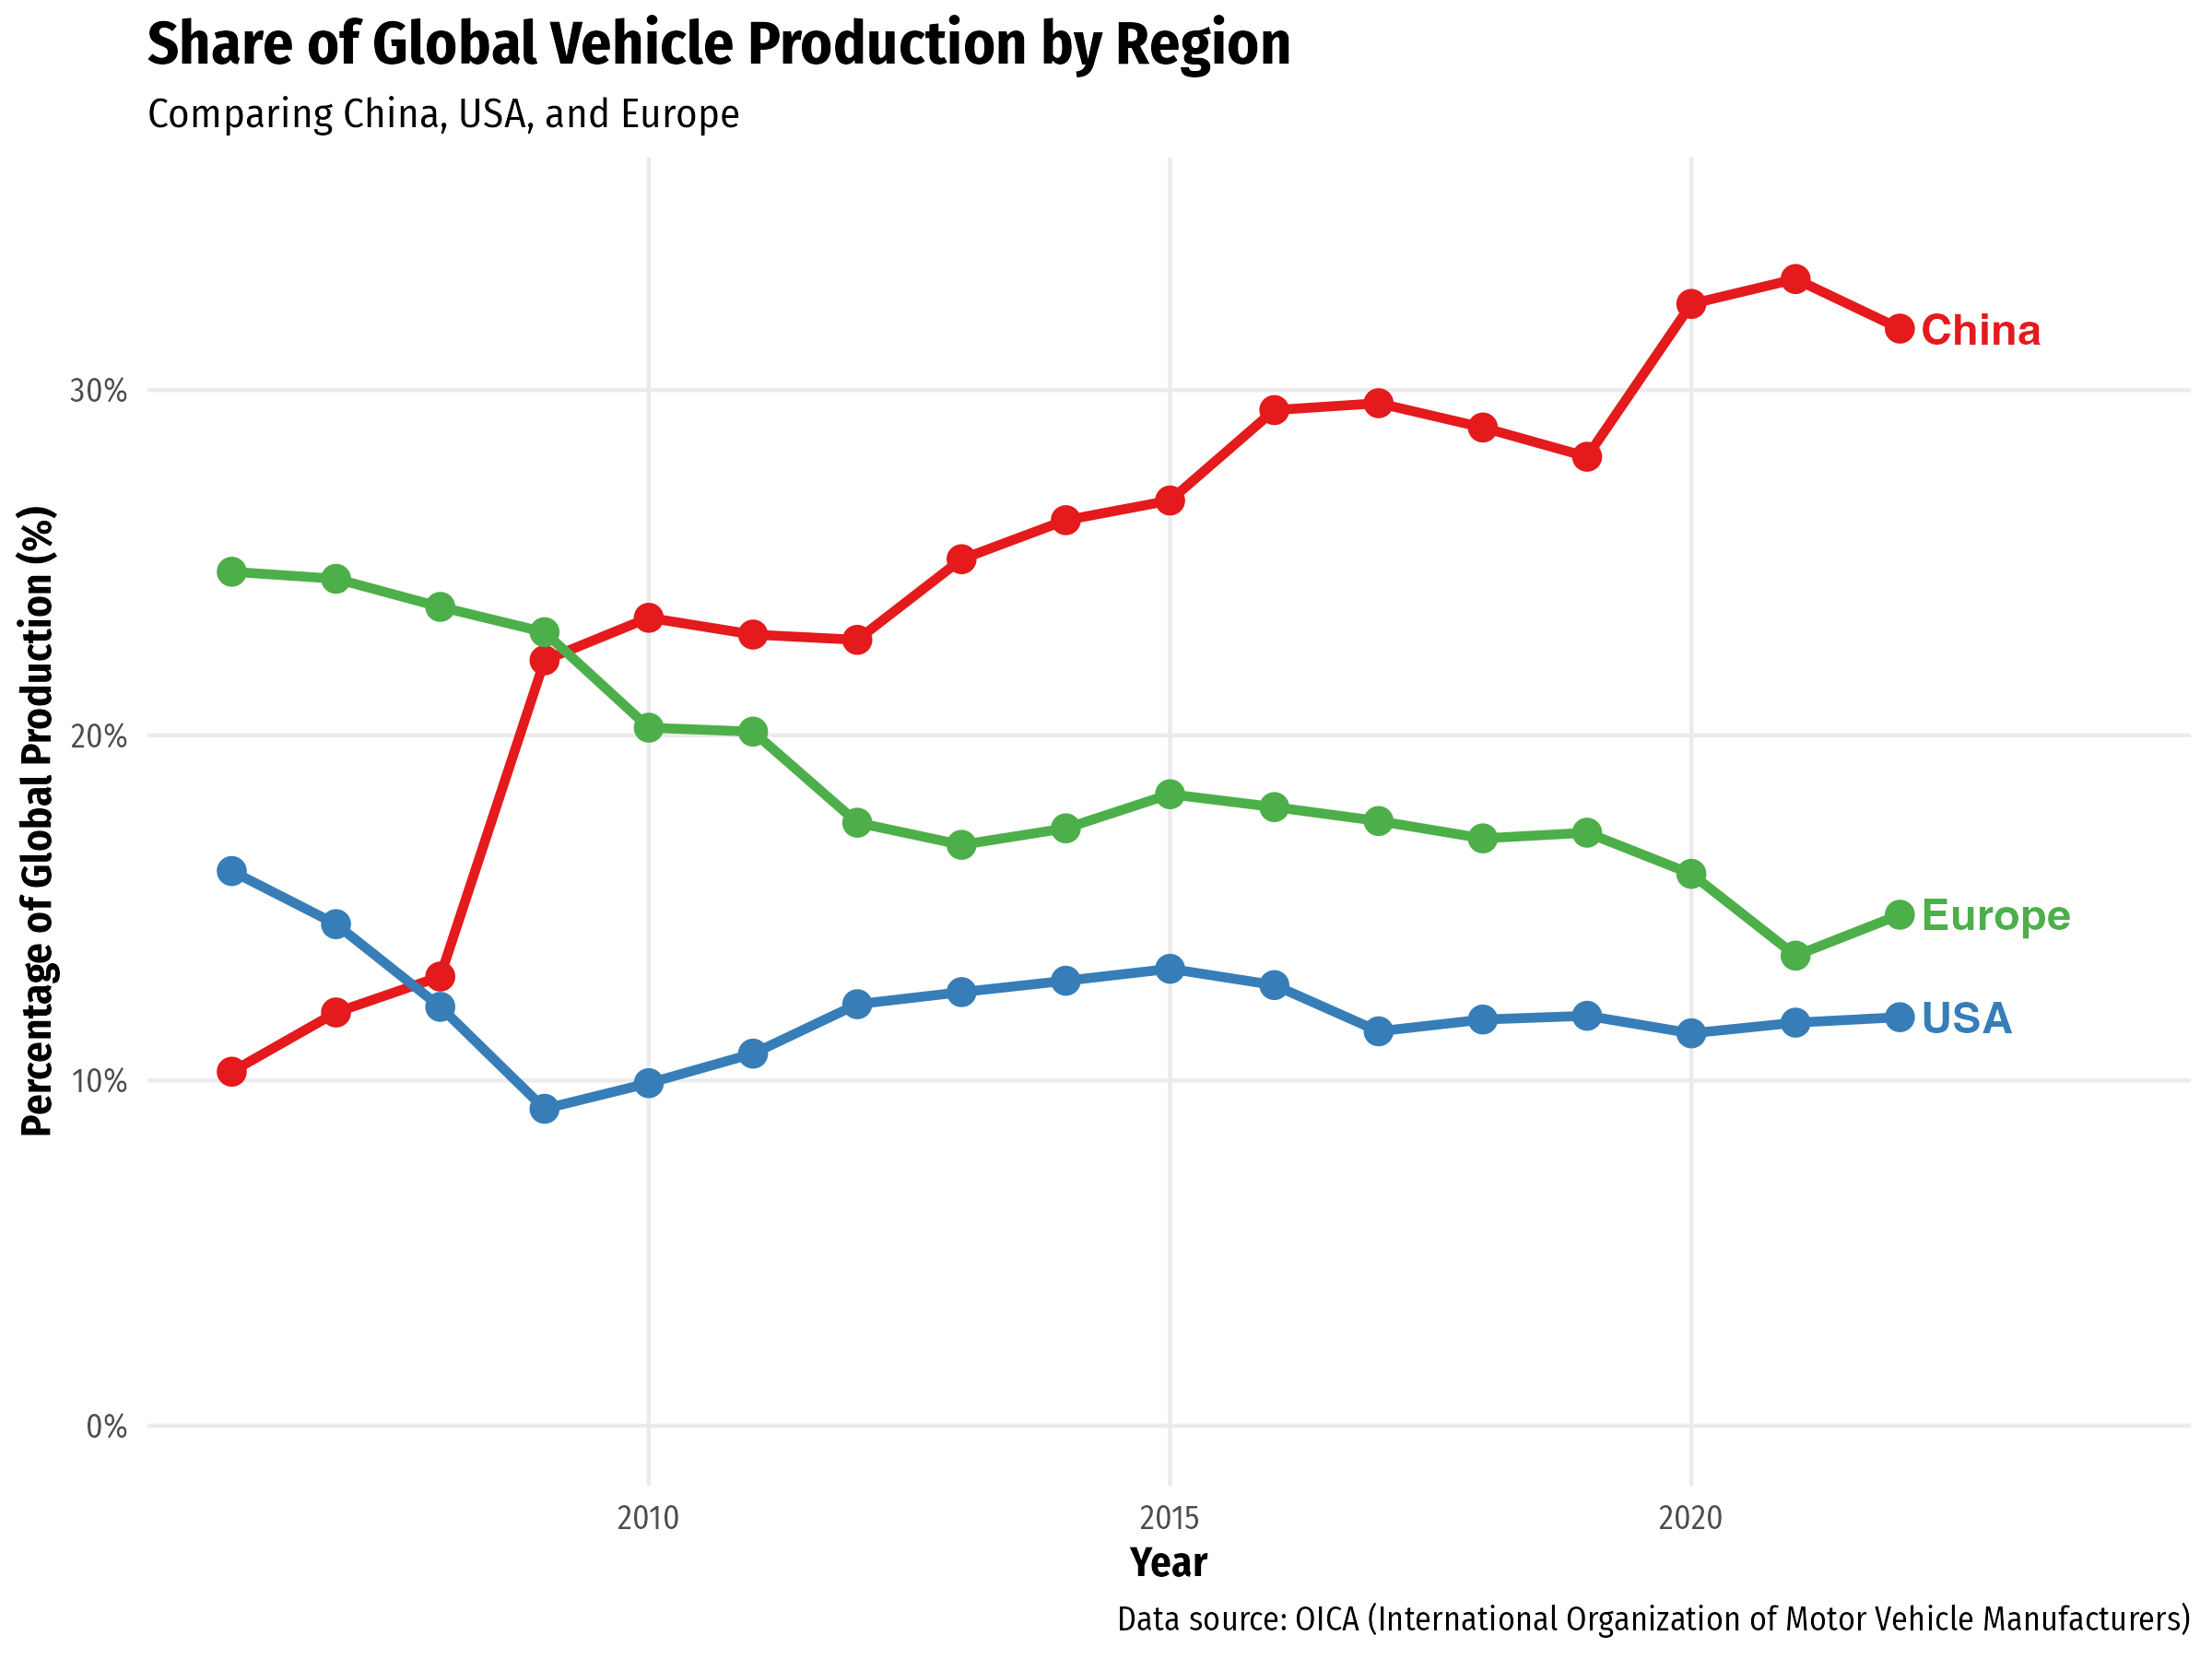 Share of Global Vehicle Production by Region
Comparing China, USA, and Europe
Percentage of Global Production (%)
30%
20%
10%
0%
China
Europe
USA
2010
2015
2020
Year
Data source: OICA (International Organization of Motor Vehicle Manufacturers)